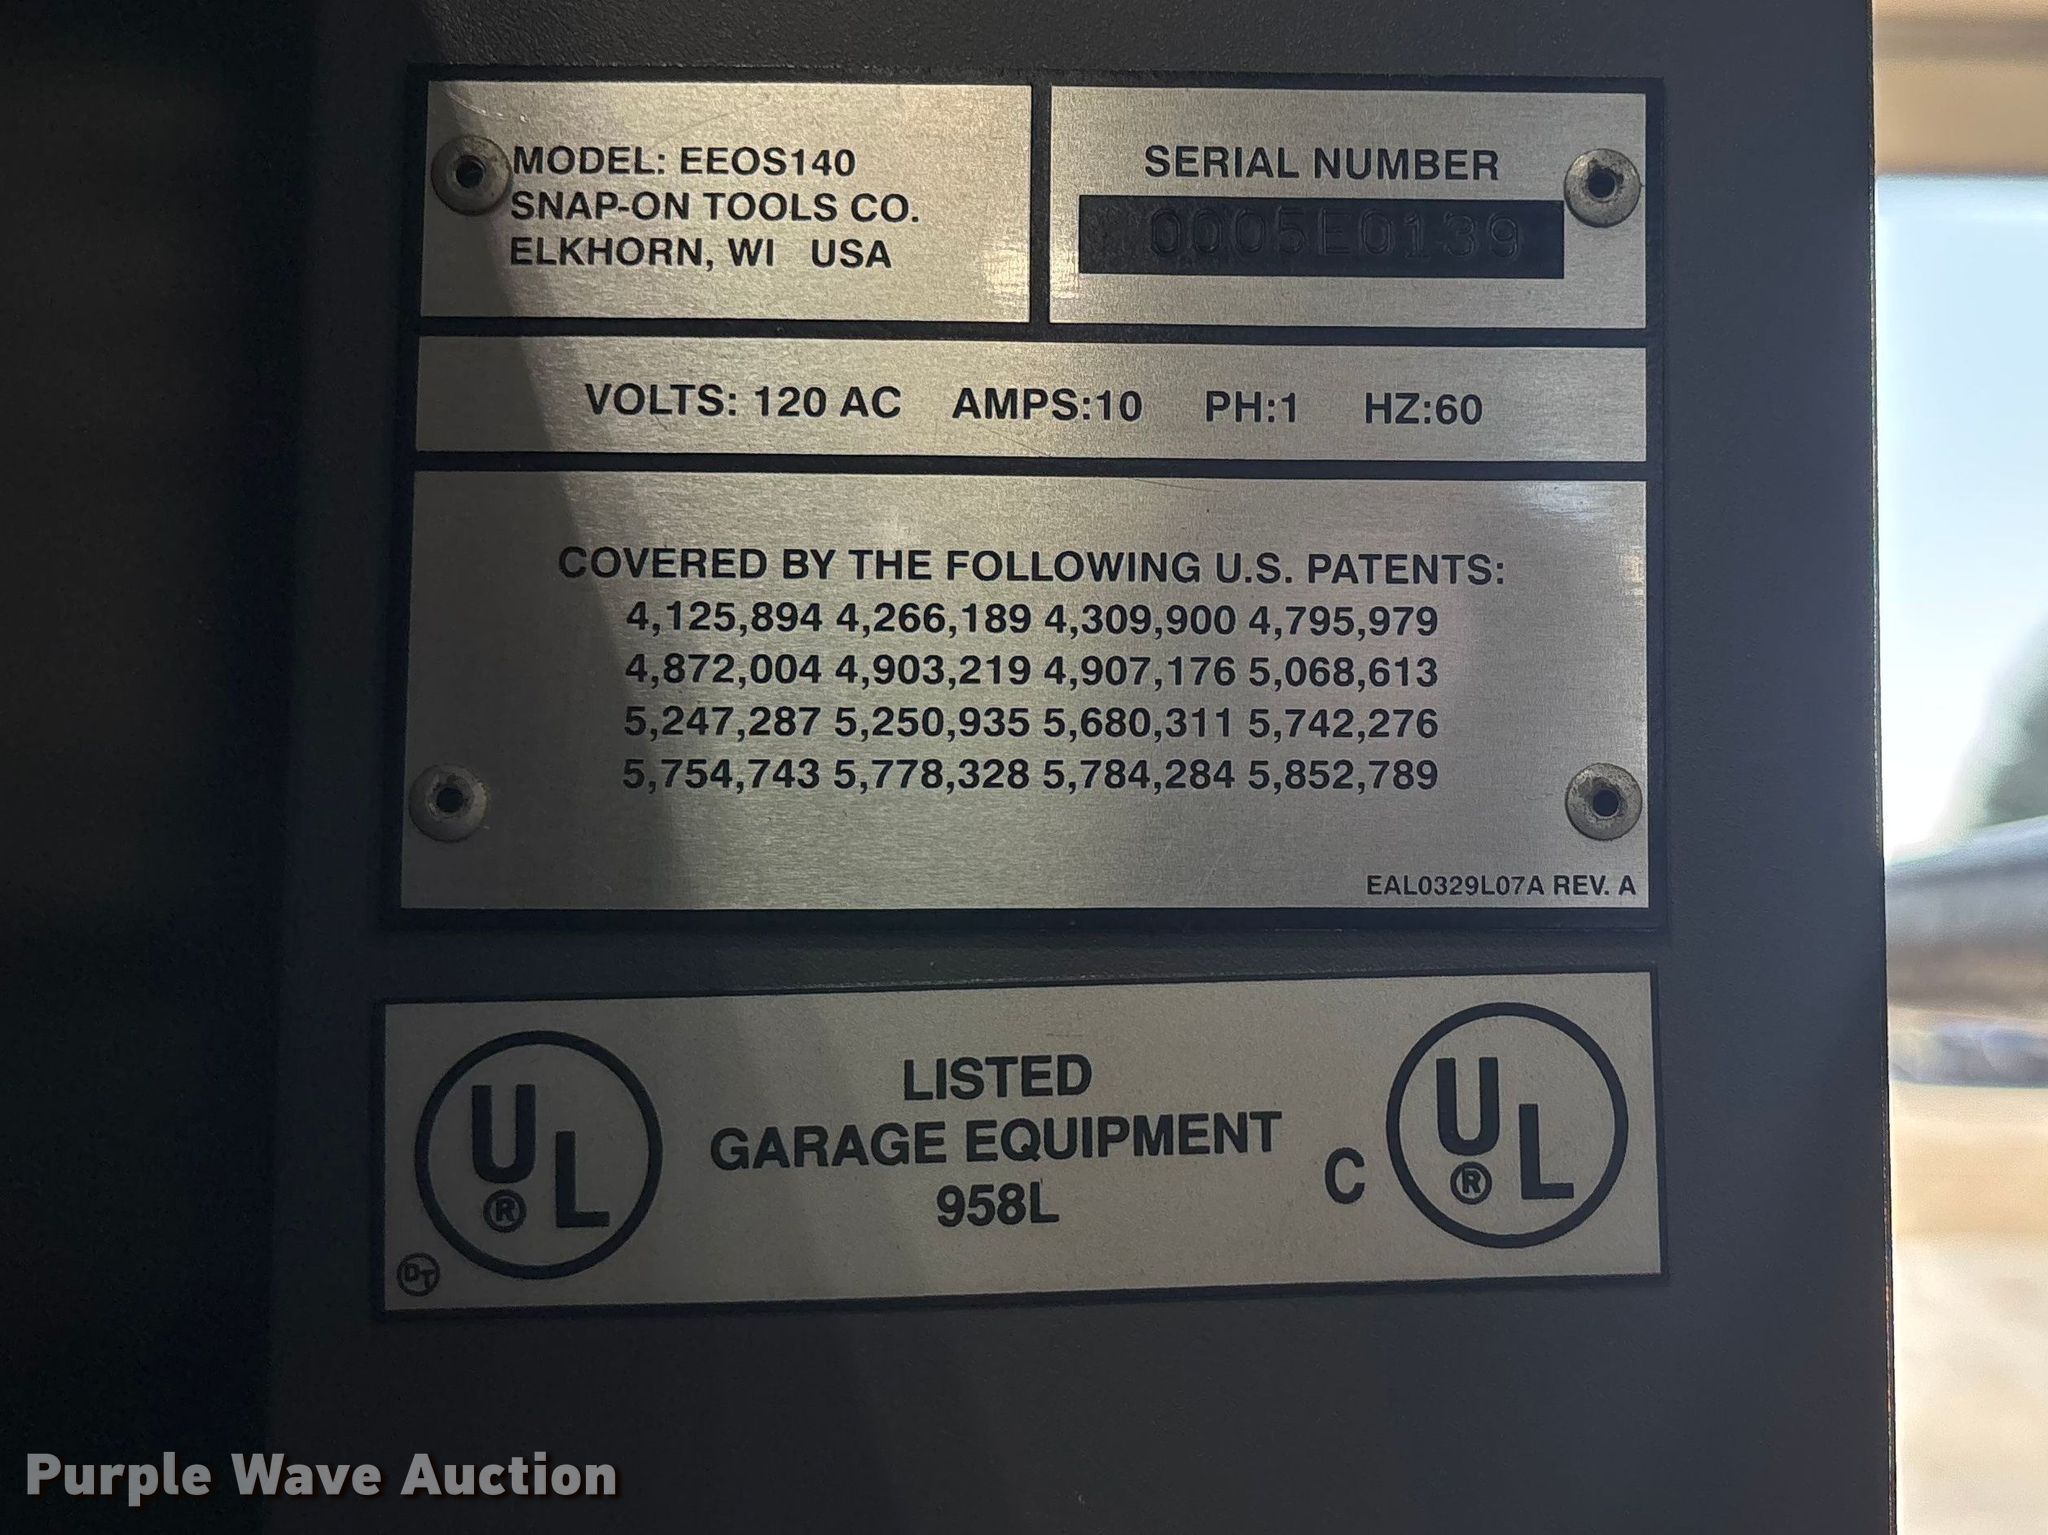 MODEL: EEOS140
SNAP-ON TOOLS CO.
ELKHORN, WI USA
SERIAL NUMBER
0005E0139
VOLTS: 120 AC AMPS:10 PH:1 HZ:60
COVERED BY THE FOLLOWING U.S. PATENTS:
4,125,894 4,266,189 4,309,900 4,795,979
4,872,004 4,903,219 4,907,176 5,068,613
5,247,287 5,250,935 5,680,311 5,742,276
5,754,743 5,778,328 5,784,284 5,852,789
EAL0329L07A REV. A
UL®
LISTED
GARAGE EQUIPMENT
958L
C UL®
DT
Purple Wave Auction